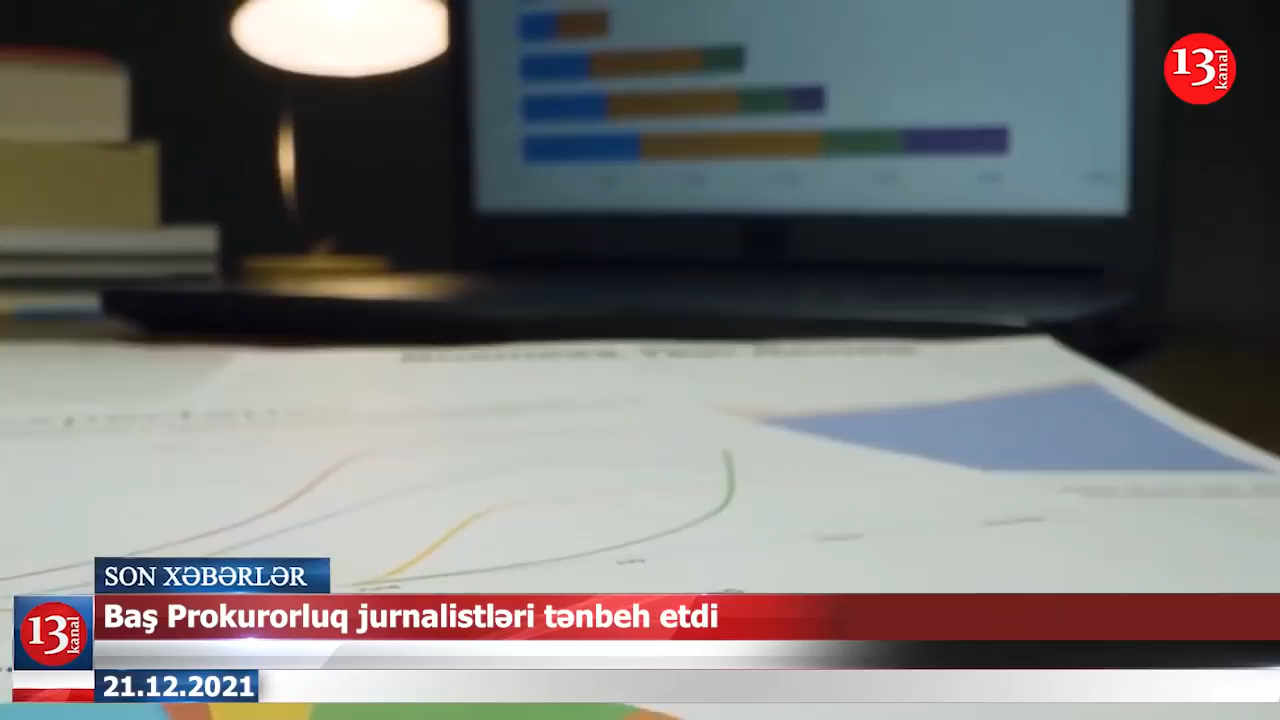 13 kanal
SON XƏBƏRLƏR
Baş Prokurorluq jurnalistləri tənbeh etdi
13 kanal
21.12.2021